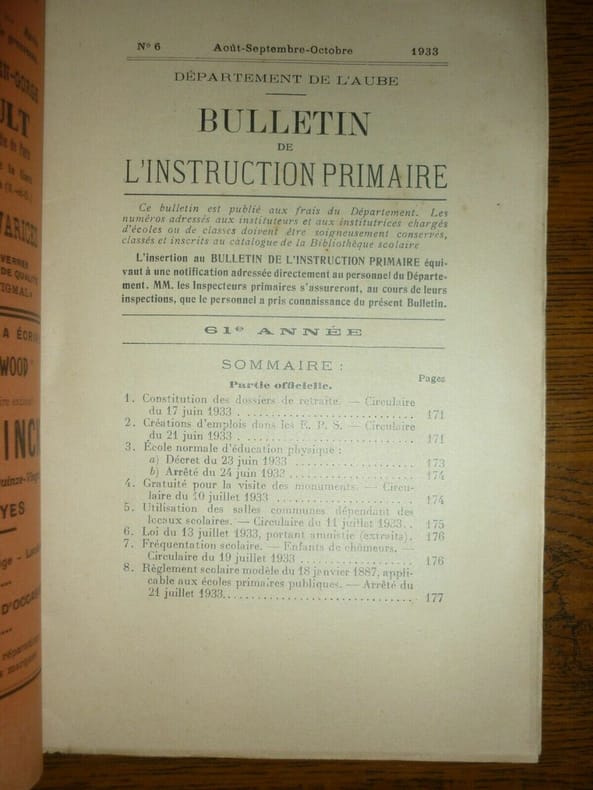 Nº 6 Août-Septembre-Octobre 1933
DÉPARTEMENT DE L'AUBE
BULLETIN
DE
L'INSTRUCTION PRIMAIRE
Ce bulletin est publié aux frais du Département. Les
numéros adressés aux instituteurs et aux institutrices chargés
d'écoles ou de classes doivent être soigneusement conservés,
classés et inscrits au catalogue de la Bibliothèque scolaire
L'insertion au BULLETIN DE L'INSTRUCTION PRIMAIRE équi-
vaut à une notification adressée directement au personnel du Départe-
ment. MM. les Inspecteurs primaires s'assureront, au cours de leurs
inspections, que le personnel a pris connaissance du présent Bulletin.
61e ANNÉE
SOMMAIRE :
Partie officielle.
Pages
1. Constitution des dossiers de retraite. — Circulaire
du 17 juin 1933 . . . . . . . . . . . . . . . . . . . 171
2. Créations d'emplois dans les E. P. S. — Circulaire
du 21 juin 1933 . . . . . . . . . . . . . . . . . . . 171
3. École normale d'éducation physique :
a) Décret du 23 juin 1933 . . . . . . . . . . . . . 173
b) Arrêté du 24 juin 1933 . . . . . . . . . . . . . 174
4. Gratuité pour la visite des monuments. — Circu-
laire du 10 juillet 1933 . . . . . . . . . . . . . . . 174
5. Utilisation des salles communes dépendant des
locaux scolaires. — Circulaire du 11 juillet 1933.. 175
6. Loi du 13 juillet 1933, portant amnistie (extraits). 176
7. Fréquentation scolaire. — Enfants de chômeurs. —
Circulaire du 19 juillet 1933 . . . . . . . . . . . . 176
8. Règlement scolaire modèle du 18 janvier 1887, appli-
cable aux écoles primaires publiques. — Arrêté du
21 juillet 1933. . . . . . . . . . . . . . . . . . . . 177
ULT
VARICES
VERRES
DE QUALITÉ
STIGMAL»
WOOD
INC
YES
D'OCCAS
réparations
marques